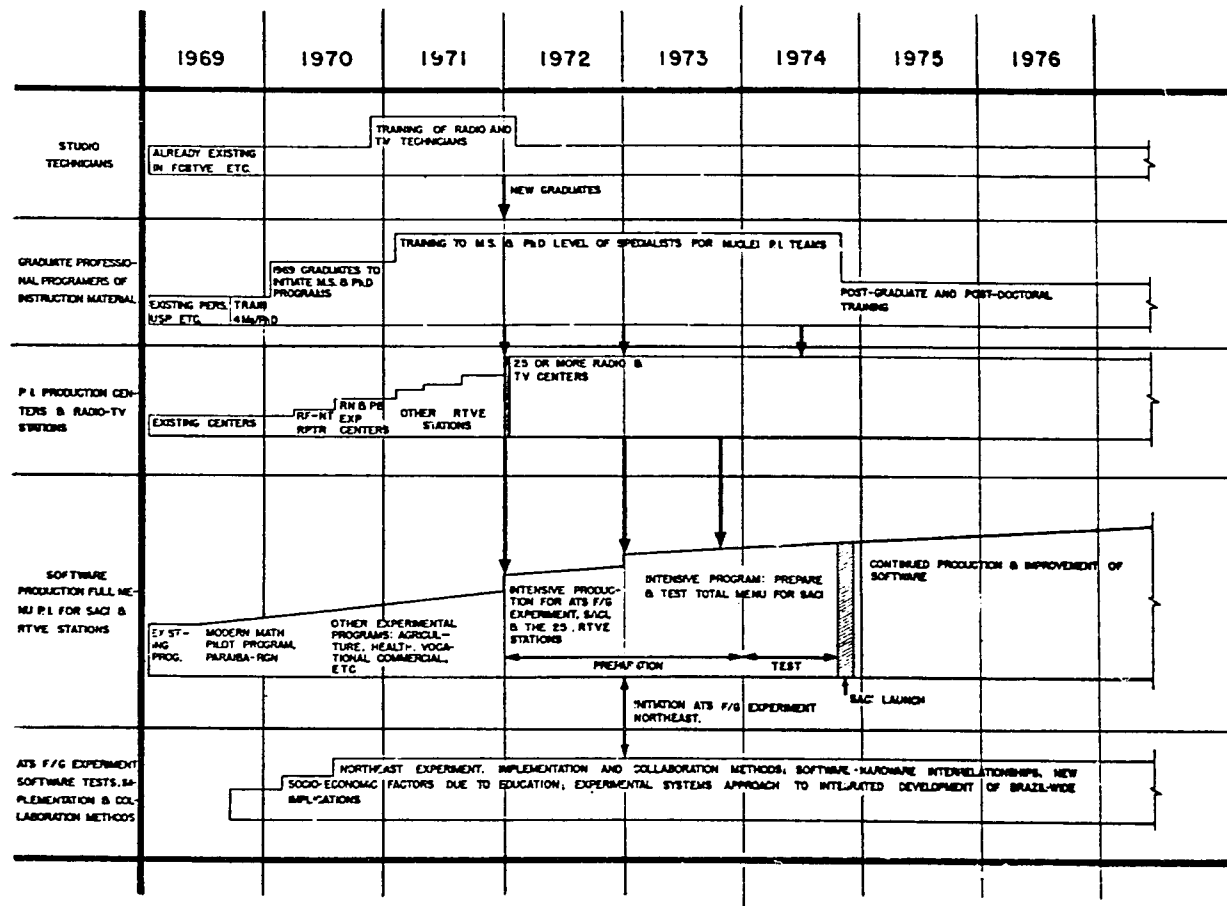 1969 1970 1971 1972 1973 1974 1975 1976
STUDIO
TECHNICIANS
ALREADY EXISTING
IN FCBTVE ETC.
TRAINING OF RADIO AND
TV TECHNICIANS
NEW GRADUATES
GRADUATE PROFESSIO-
NAL PROGRAMERS OF
INSTRUCTION MATERIAL
EXISTING PERS.
USP ETC.
TRAIN
4 Ms/PhD
1969 GRADUATES TO
INITIATE M.S. & PhD
PROGRAMS
TRAINING TO M.S. & PhD LEVEL OF SPECIALISTS FOR NUCLEI P.I. TEAMS
POST-GRADUATE AND POST-DOCTORAL
TRAINING
P.I. PRODUCTION CEN-
TERS & RADIO-TV
STATIONS
EXISTING CENTERS
RF-NT
RPTR
RN & PB
EXP
CENTERS
OTHER RTVE
STATIONS
25 OR MORE RADIO &
TV CENTERS
SOFTWARE
PRODUCTION FULL ME-
NU P.I. FOR SACI &
RTVE STATIONS
EXIST-
ING
PROG.
MODERN MATH
PILOT PROGRAM,
PARAIBA-RGN
OTHER EXPERIMENTAL
PROGRAMS: AGRICUL-
TURE, HEALTH, VOCA-
TIONAL COMMERCIAL,
ETC
INTENSIVE PRODUC-
TION FOR ATS F/G
EXPERIMENT, SACI,
& THE 25 RTVE
STATIONS
INTENSIVE PROGRAM: PREPARE
& TEST TOTAL MENU FOR SACI
CONTINUED PRODUCTION & IMPROVEMENT OF
SOFTWARE
PREPARATION
TEST
SACI LAUNCH
INITIATION ATS F/G EXPERIMENT
NORTHEAST.
ATS F/G EXPERIMENT
SOFTWARE TESTS, IM-
PLEMENTATION & COL-
LABORATION METHODS
NORTHEAST EXPERIMENT. IMPLEMENTATION AND COLLABORATION METHODS; SOFTWARE-HARDWARE INTERRELATIONSHIPS, NEW
SOCIO-ECONOMIC FACTORS DUE TO EDUCATION; EXPERIMENTAL SYSTEMS APPROACH TO INTEGRATED DEVELOPMENT OF BRAZIL-WIDE
IMPLICATIONS